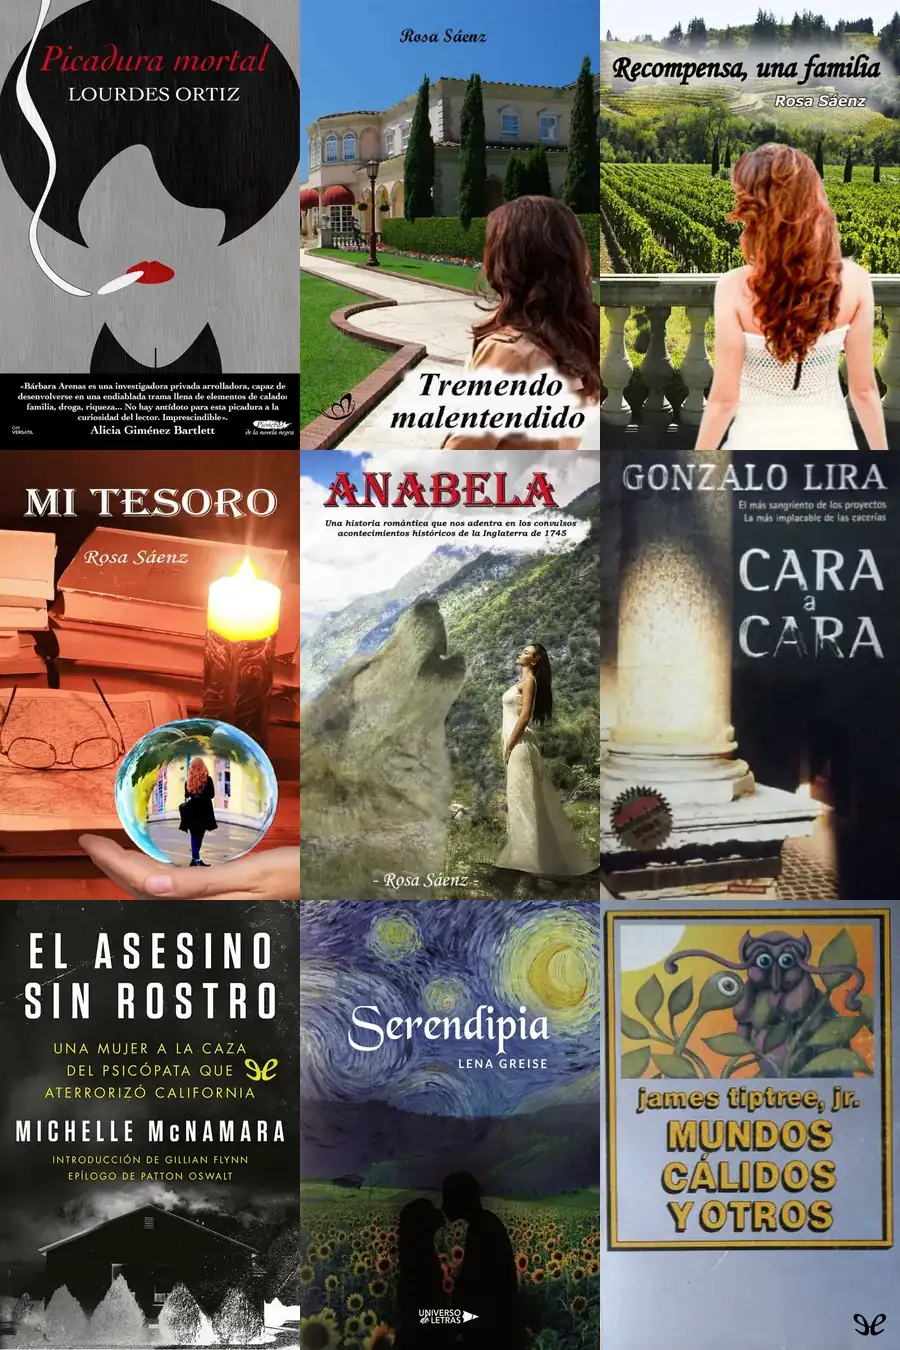 Picadura mortal
LOURDES ORTIZ
«Bárbara Arenas es una investigadora privada arrolladora, capaz de
desenvolverse en una endiablada trama llena de elementos de calado:
familia, droga, riqueza... No hay antídoto para esta picadura a la
curiosidad del lector. Imprescindible».
Alicia Giménez Bartlett
VERSATIL
de la novela negra
Rosa Sáenz
Tremendo
malentendido
Recompensa, una familia
Rosa Sáenz
MI TESORO
Rosa Sáenz
ANABELA
Una historia romántica que nos adentra en los convulsos
acontecimientos históricos de la Inglaterra de 1745
- Rosa Sáenz -
GONZALO LIRA
El más sangriento de los proyectos
La más implacable de las cacerías
CARA
a
CARA
EL ASESINO
SIN ROSTRO
UNA MUJER A LA CAZA
DEL PSICÓPATA QUE
ATERRORIZÓ CALIFORNIA
MICHELLE McNAMARA
INTRODUCCIÓN DE GILLIAN FLYNN
EPÍLOGO DE PATTON OSWALT
Serendipia
LENA GREISE
UNIVERSO
de LETRAS
james tiptree, jr.
MUNDOS
CÁLIDOS
Y OTROS